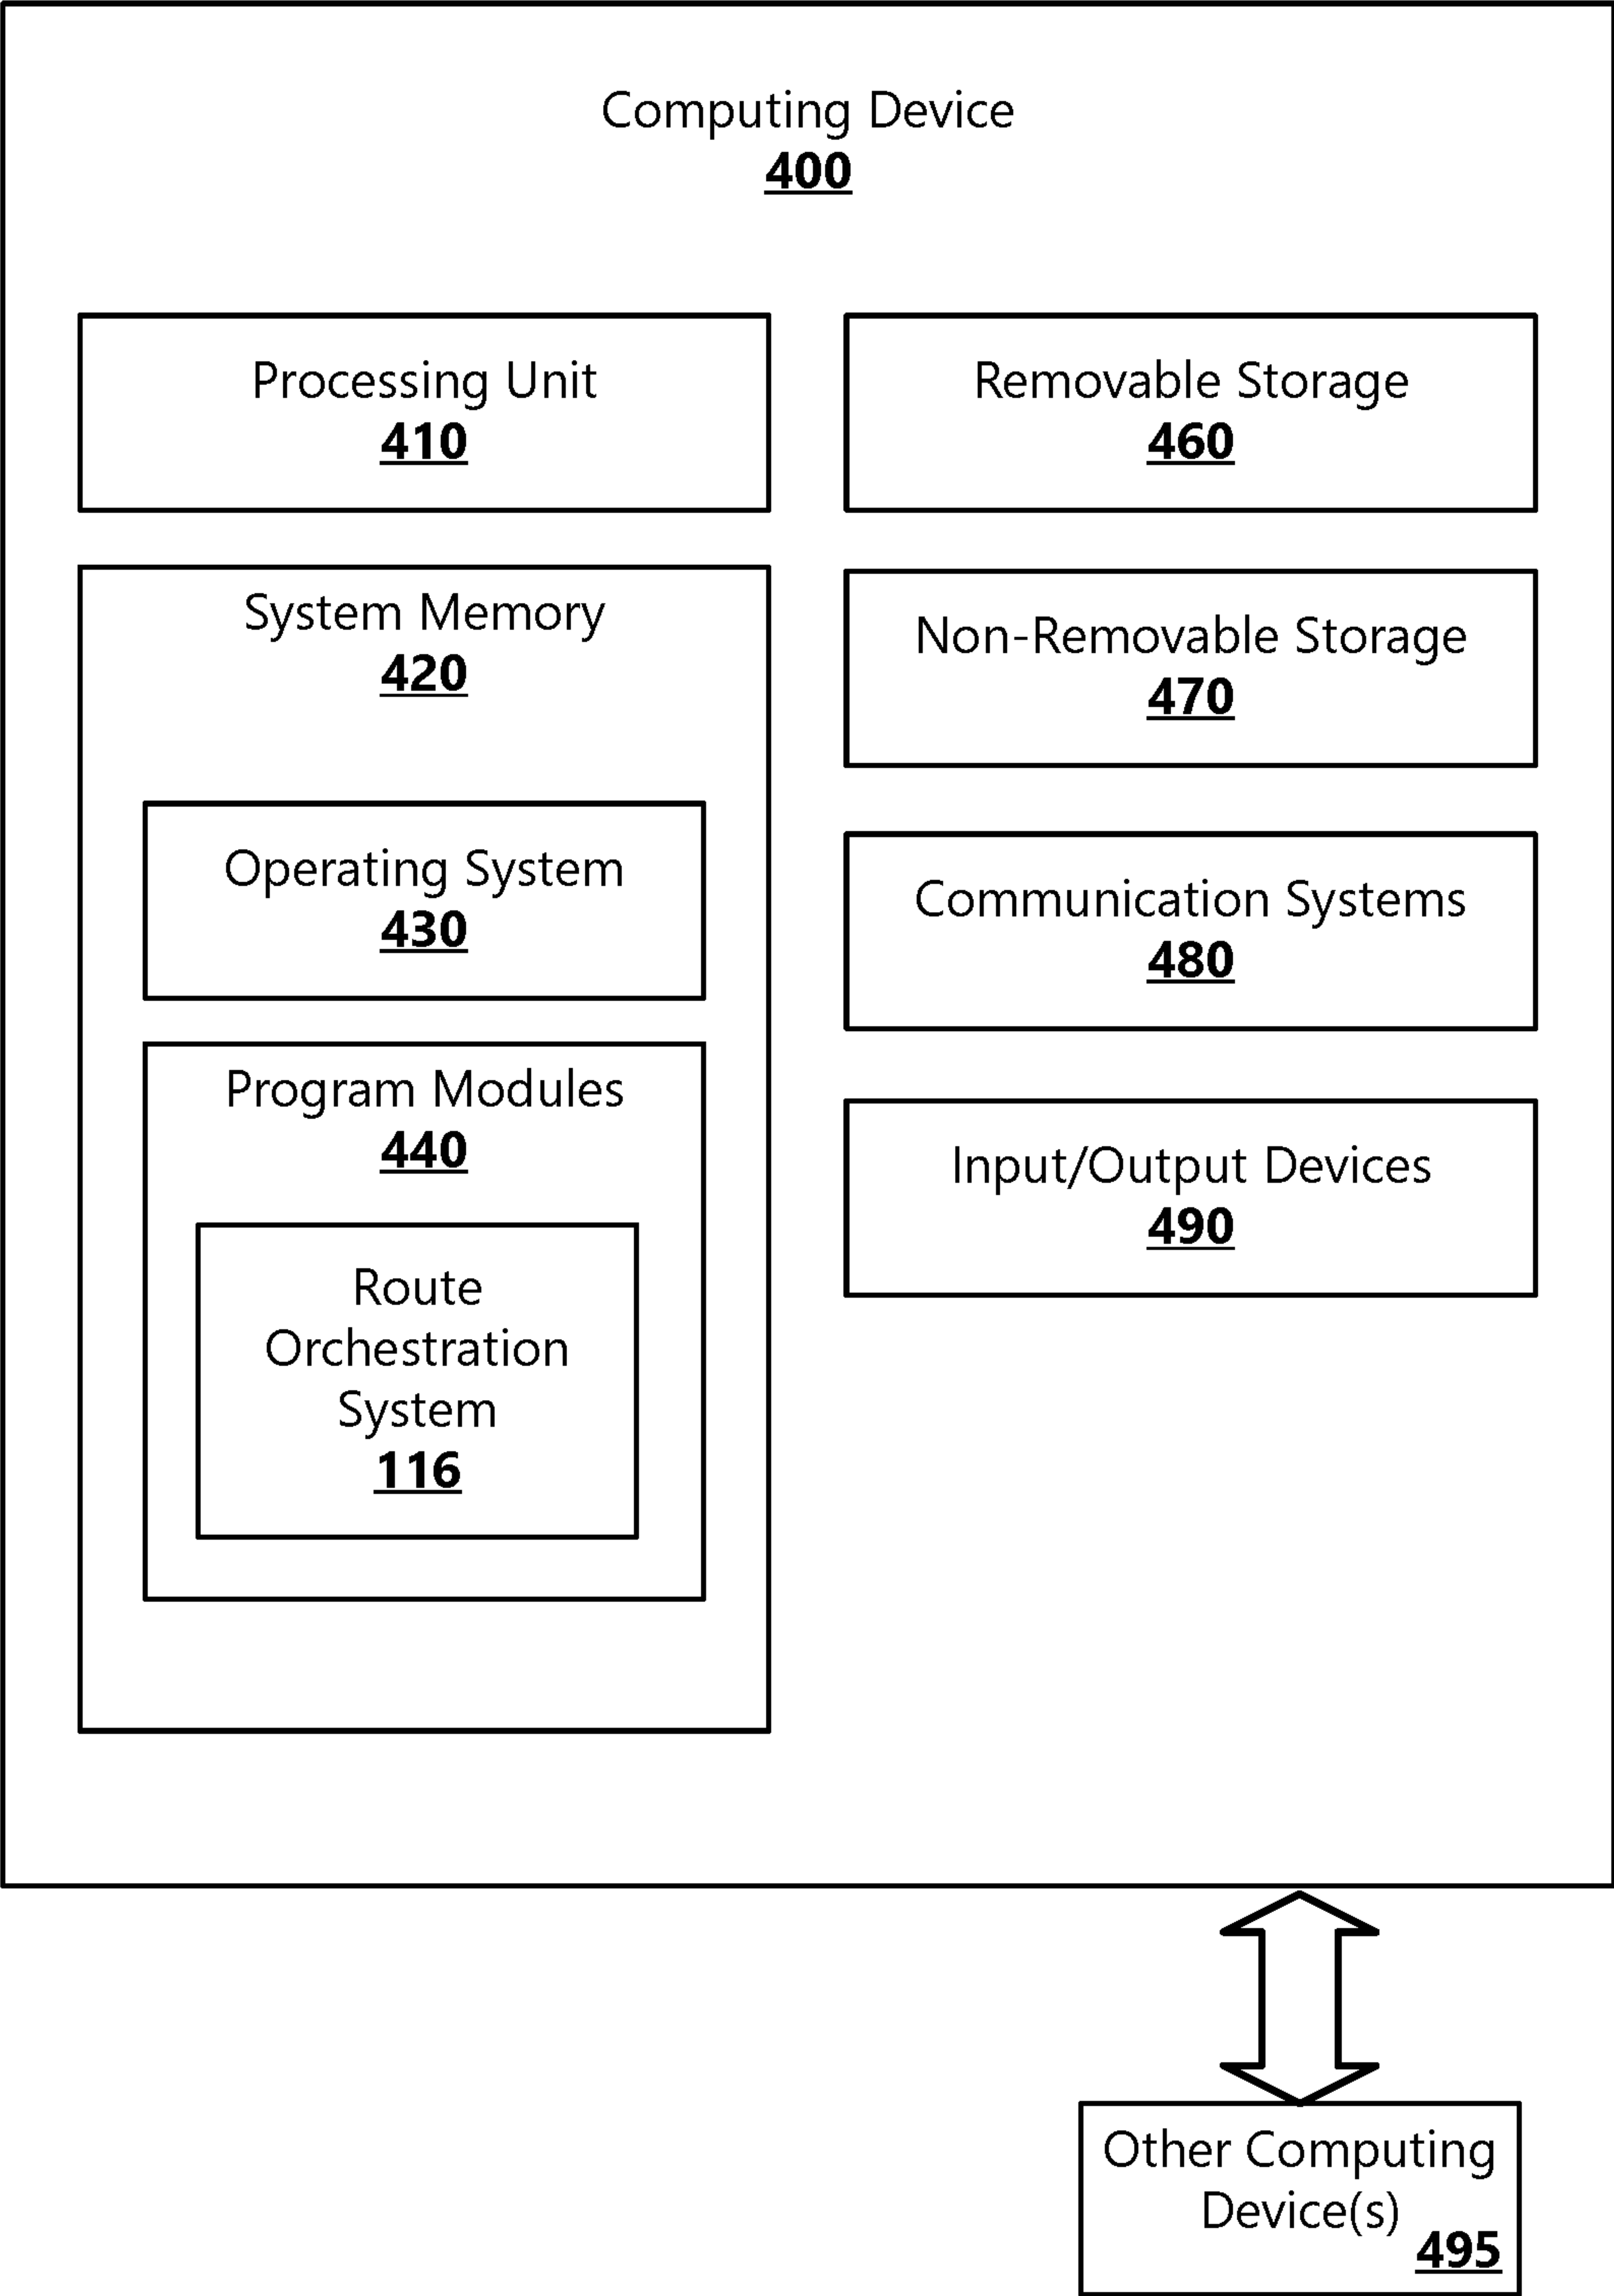 Computing Device
400
Processing Unit
410
System Memory
420
Operating System
430
Program Modules
440
Route
Orchestration
System
116
Removable Storage
460
Non-Removable Storage
470
Communication Systems
480
Input/Output Devices
490
Other Computing
Device(s)
495